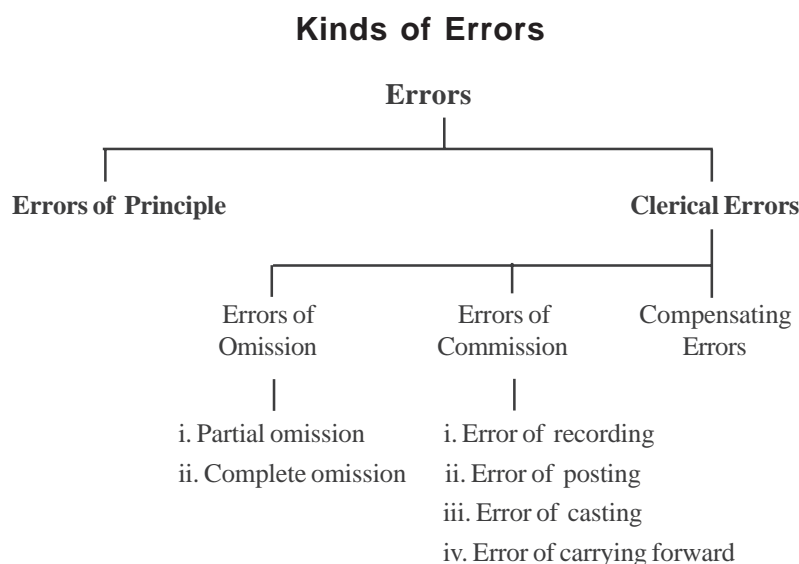 Kinds of Errors
Errors
Errors of Principle
Clerical Errors
Errors of
Omission
Errors of
Commission
Compensating
Errors
i. Partial omission
ii. Complete omission
i. Error of recording
ii. Error of posting
iii. Error of casting
iv. Error of carrying forward